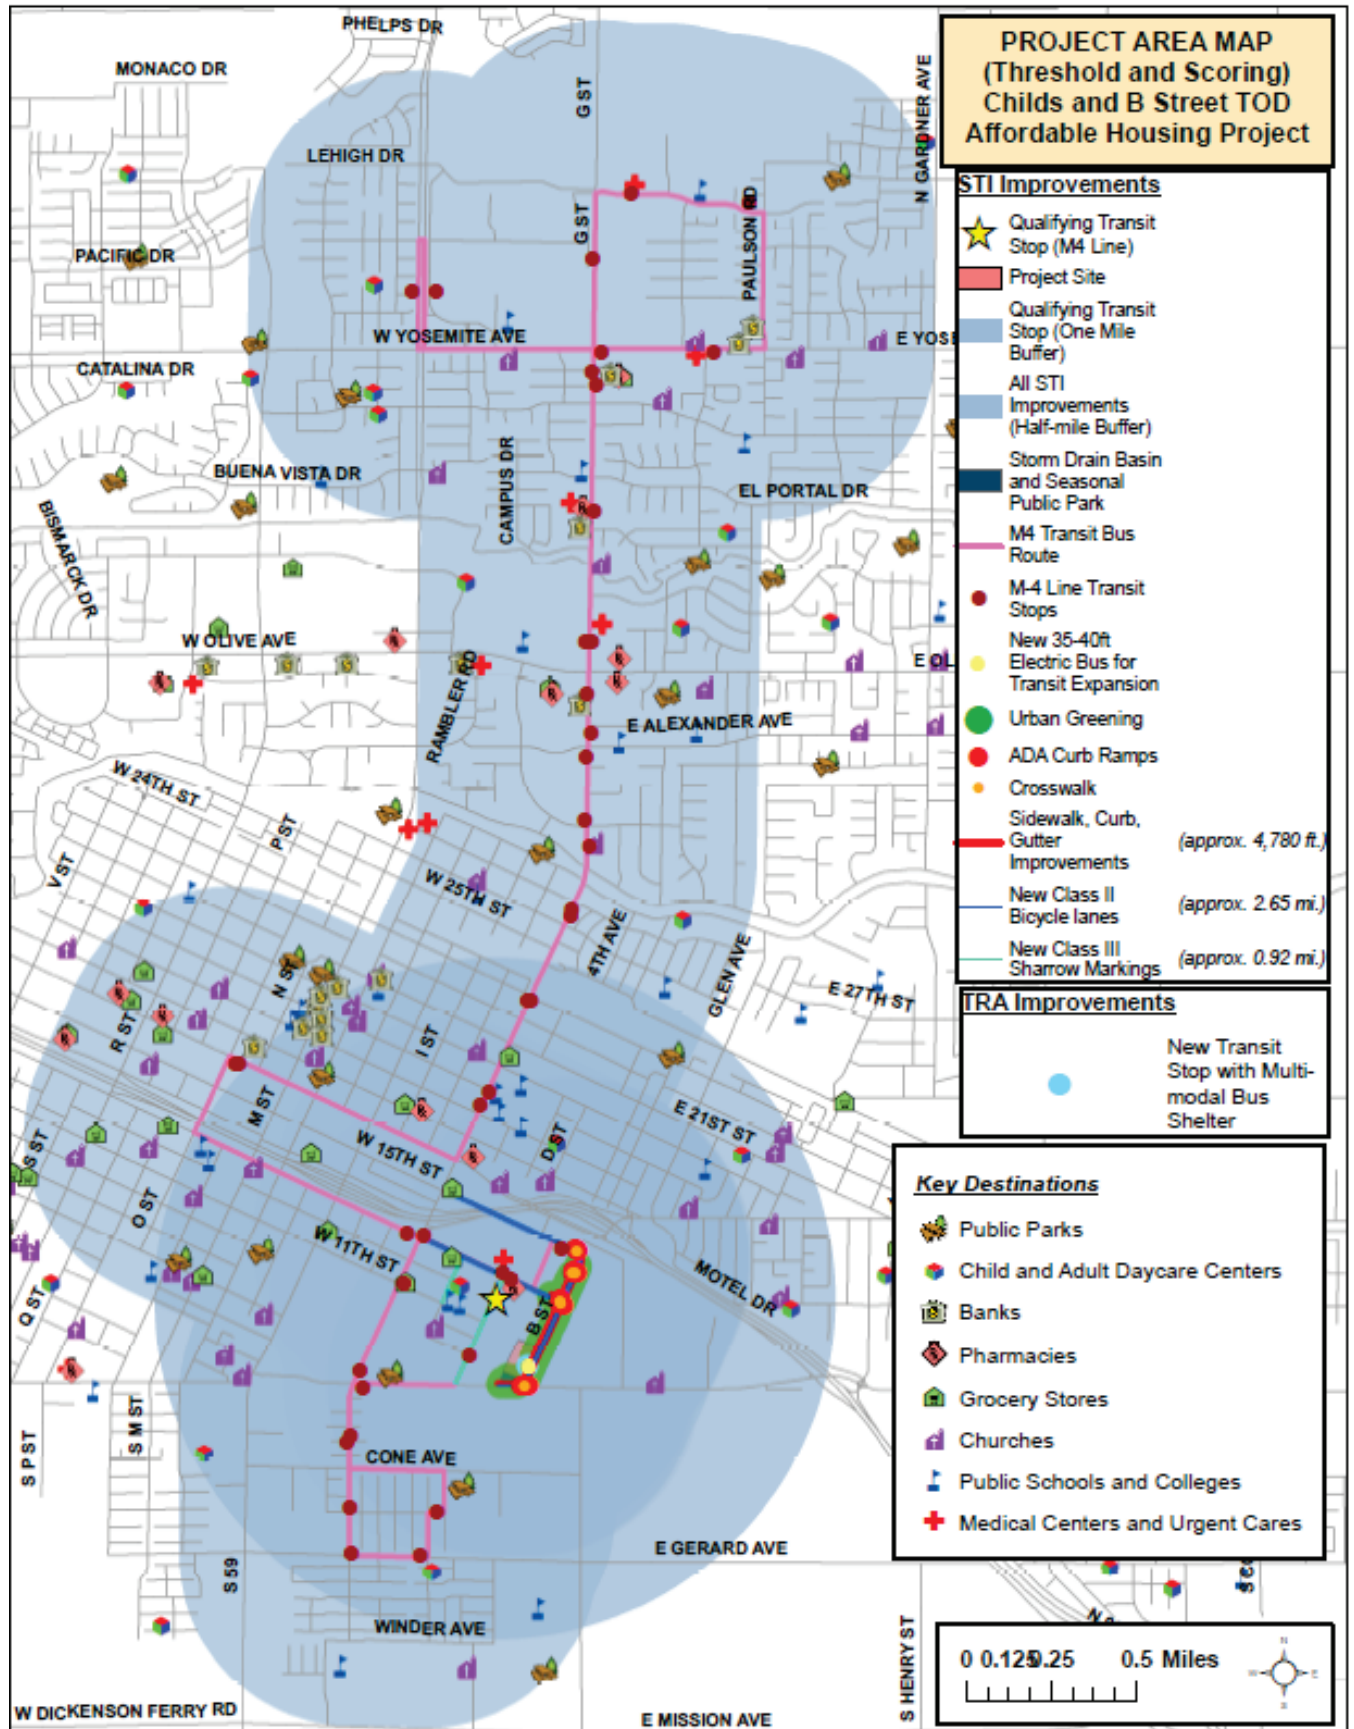 PROJECT AREA MAP
(Threshold and Scoring)
Childs and B Street TOD
Affordable Housing Project
STI Improvements
Qualifying Transit
Stop (M4 Line)
Project Site
Qualifying Transit
Stop (One Mile
Buffer)
All STI
Improvements
(Half-mile Buffer)
Storm Drain Basin
and Seasonal
Public Park
M4 Transit Bus
Route
M-4 Line Transit
Stops
New 35-40ft
Electric Bus for
Transit Expansion
Urban Greening
ADA Curb Ramps
Crosswalk
Sidewalk, Curb,
Gutter
Improvements
(approx. 4,780 ft.)
New Class II
Bicycle lanes
(approx. 2.65 mi.)
New Class III
Sharrow Markings
(approx. 0.92 mi.)
TRA Improvements
New Transit
Stop with Multi-
modal Bus
Shelter
Key Destinations
Public Parks
Child and Adult Daycare Centers
Banks
Pharmacies
Grocery Stores
Churches
Public Schools and Colleges
Medical Centers and Urgent Cares
0 0.125 0.25 0.5 Miles
N
W
E
S
PHELPS DR
MONACO DR
G ST
N GARDNER AVE
LEHIGH DR
G ST
PAULSON RD
PACIFIC DR
W YOSEMITE AVE
E YOSE
CATALINA DR
CAMPUS DR
BUENA VISTA DR
EL PORTAL DR
BISMARCK DR
W OLIVE AVE
E OL
RAMBLER RD
E ALEXANDER AVE
W 24TH ST
P ST
V ST
W 25TH ST
4TH AVE
GLEN AVE
E 27TH ST
N ST
R ST
I ST
M ST
E 21ST ST
D ST
W 15TH ST
S ST
O ST
W 11TH ST
MOTEL DR
Q ST
B ST
S P ST
S M ST
CONE AVE
E GERARD AVE
S 59
WINDER AVE
S HENRY ST
W DICKENSON FERRY RD
E MISSION AVE